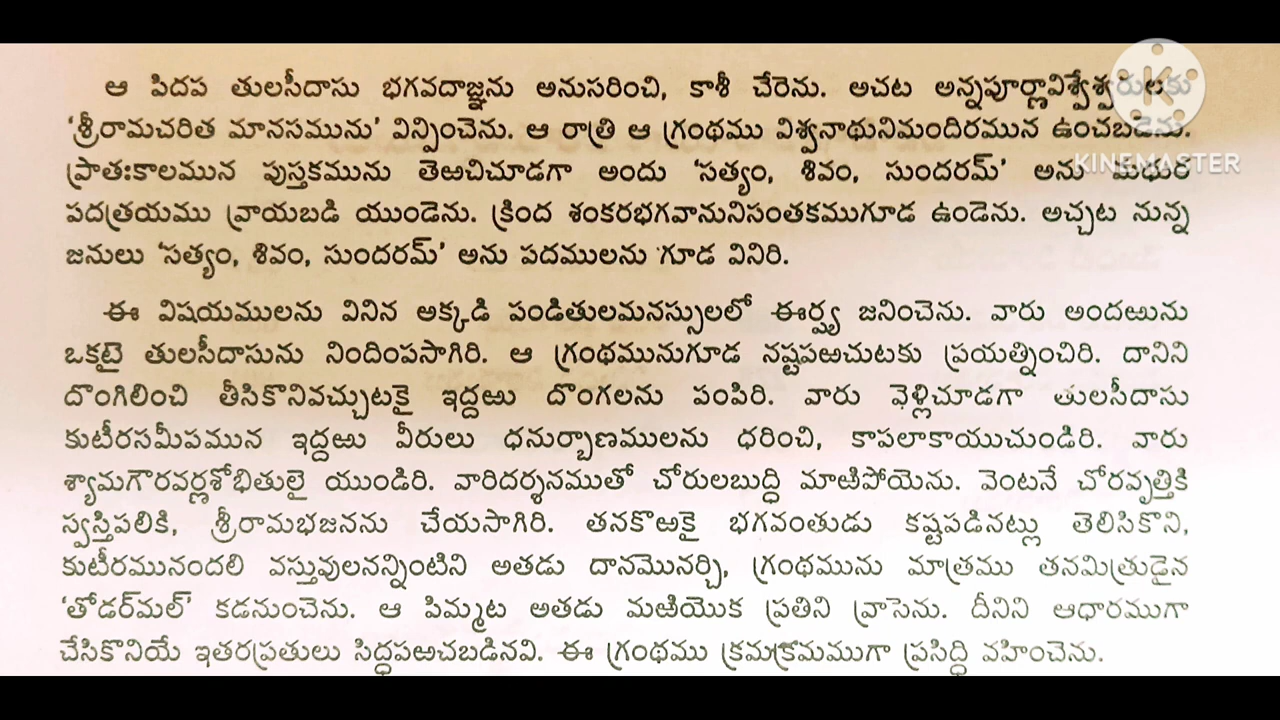 ఆ పిదప తులసీదాసు భగవదాజ్ఞను అనుసరించి, కాశీ చేరెను. అచట అన్నపూర్ణావిశ్వేశ్వరులకు
‘శ్రీరామచరిత మానసమును’ విన్పించెను. ఆ రాత్రి ఆ గ్రంథము విశ్వనాథునిమందిరమున ఉంచబడెను.
KINEMASTER
ప్రాతఃకాలమున పుస్తకమును తెఱచిచూడగా అందు ‘సత్యం, శివం, సుందరమ్’ అను మధుర
పదత్రయము వ్రాయబడి యుండెను. క్రింద శంకరభగవానునిసంతకముగూడ ఉండెను. అచ్చట నున్న
జనులు ‘సత్యం, శివం, సుందరమ్’ అను పదములను గూడ వినిరి.
ఈ విషయములను వినిన అక్కడి పండితులమనస్సులలో ఈర్ష్య జనించెను. వారు అందఱును
ఒకటై తులసీదాసును నిందింపసాగిరి. ఆ గ్రంథమునుగూడ నష్టపఱచుటకు ప్రయత్నించిరి. దానిని
దొంగిలించి తీసికొనివచ్చుటకై ఇద్దఱు దొంగలను పంపిరి. వారు వెళ్లిచూడగా తులసీదాసు
కుటీరసమీపమున ఇద్దఱు వీరులు ధనుర్బాణములను ధరించి, కాపలాకాయుచుండిరి. వారు
శ్యామగౌరవర్ణశోభితులై యుండిరి. వారిదర్శనముతో చోరులబుద్ధి మాఱిపోయెను. వెంటనే చోరవృత్తికి
స్వస్తిపలికి, శ్రీరామభజనను చేయసాగిరి. తనకొఱకై భగవంతుడు కష్టపడినట్లు తెలిసికొని,
కుటీరమునందలి వస్తువులనన్నింటిని అతడు దానమొనర్చి, గ్రంథమును మాత్రము తనమిత్రుడైన
‘తోడర్‌మల్’ కడనుంచెను. ఆ పిమ్మట అతడు మఱియొక ప్రతిని వ్రాసెను. దీనిని ఆధారముగా
చేసికొనియే ఇతరప్రతులు సిద్ధపఱచబడినవి. ఈ గ్రంథము క్రమక్రమముగా ప్రసిద్ధి వహించెను.